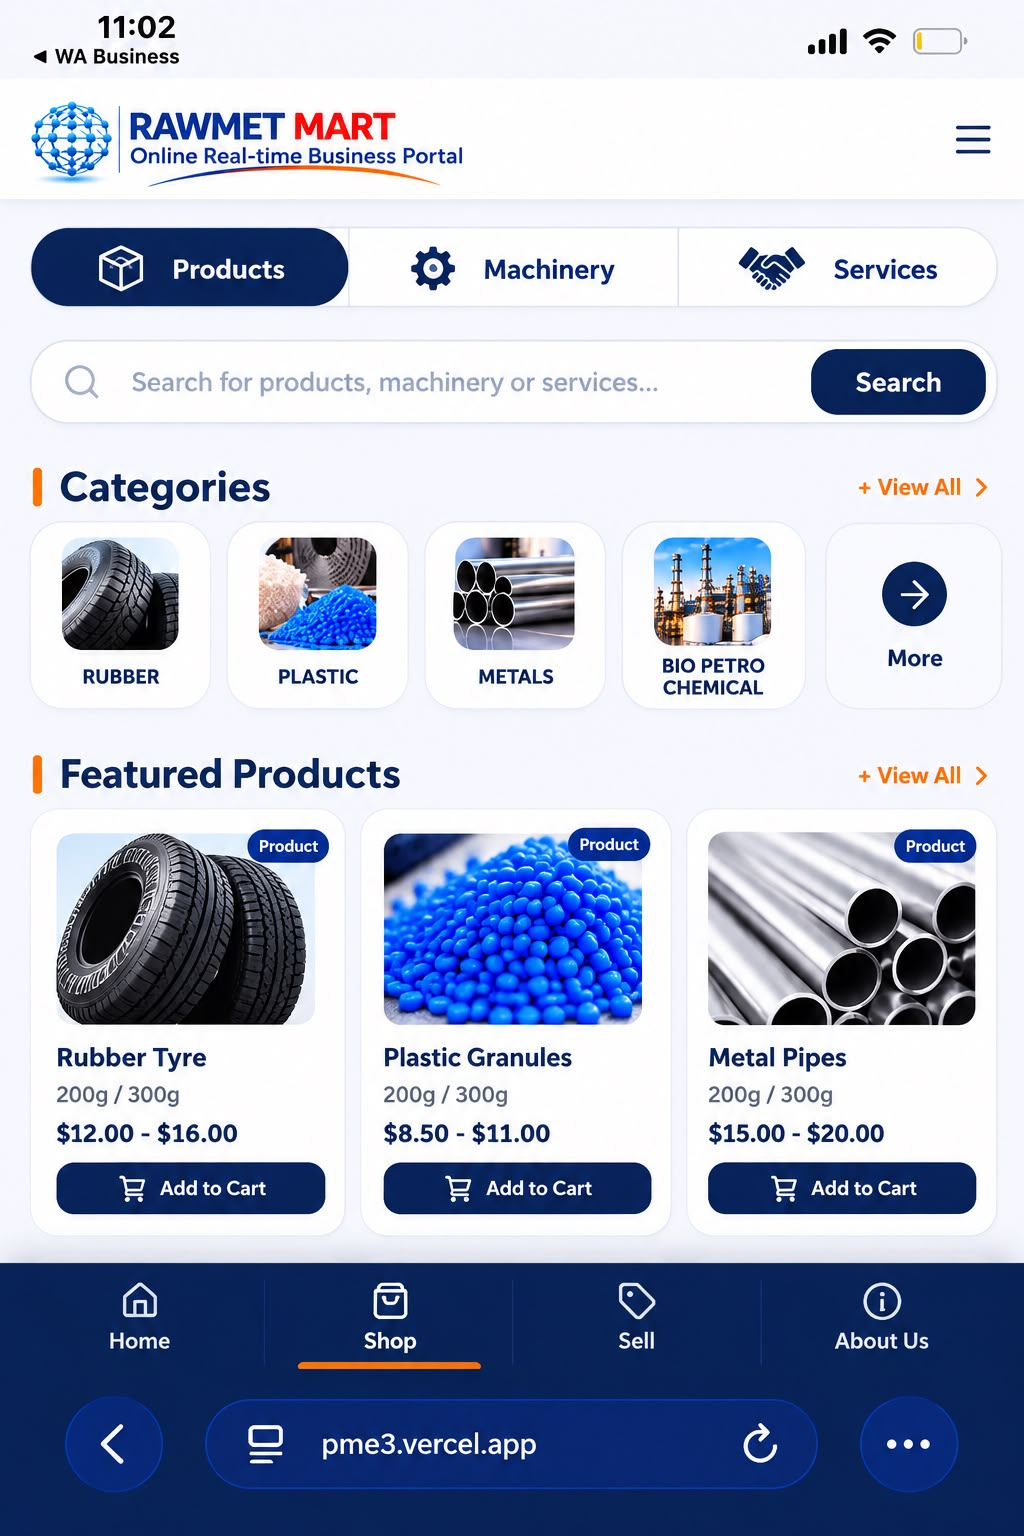 11:02
◀ WA Business
RAWMET MART
Online Real-time Business Portal
Products
Machinery
Services
Search for products, machinery or services...
Search
Categories
+ View All
RUBBER
PLASTIC
METALS
BIO PETRO
CHEMICAL
More
Featured Products
+ View All
Product
Product
Product
Rubber Tyre
200g / 300g
$12.00 - $16.00
Add to Cart
Plastic Granules
200g / 300g
$8.50 - $11.00
Add to Cart
Metal Pipes
200g / 300g
$15.00 - $20.00
Add to Cart
Home
Shop
Sell
About Us
pme3.vercel.app